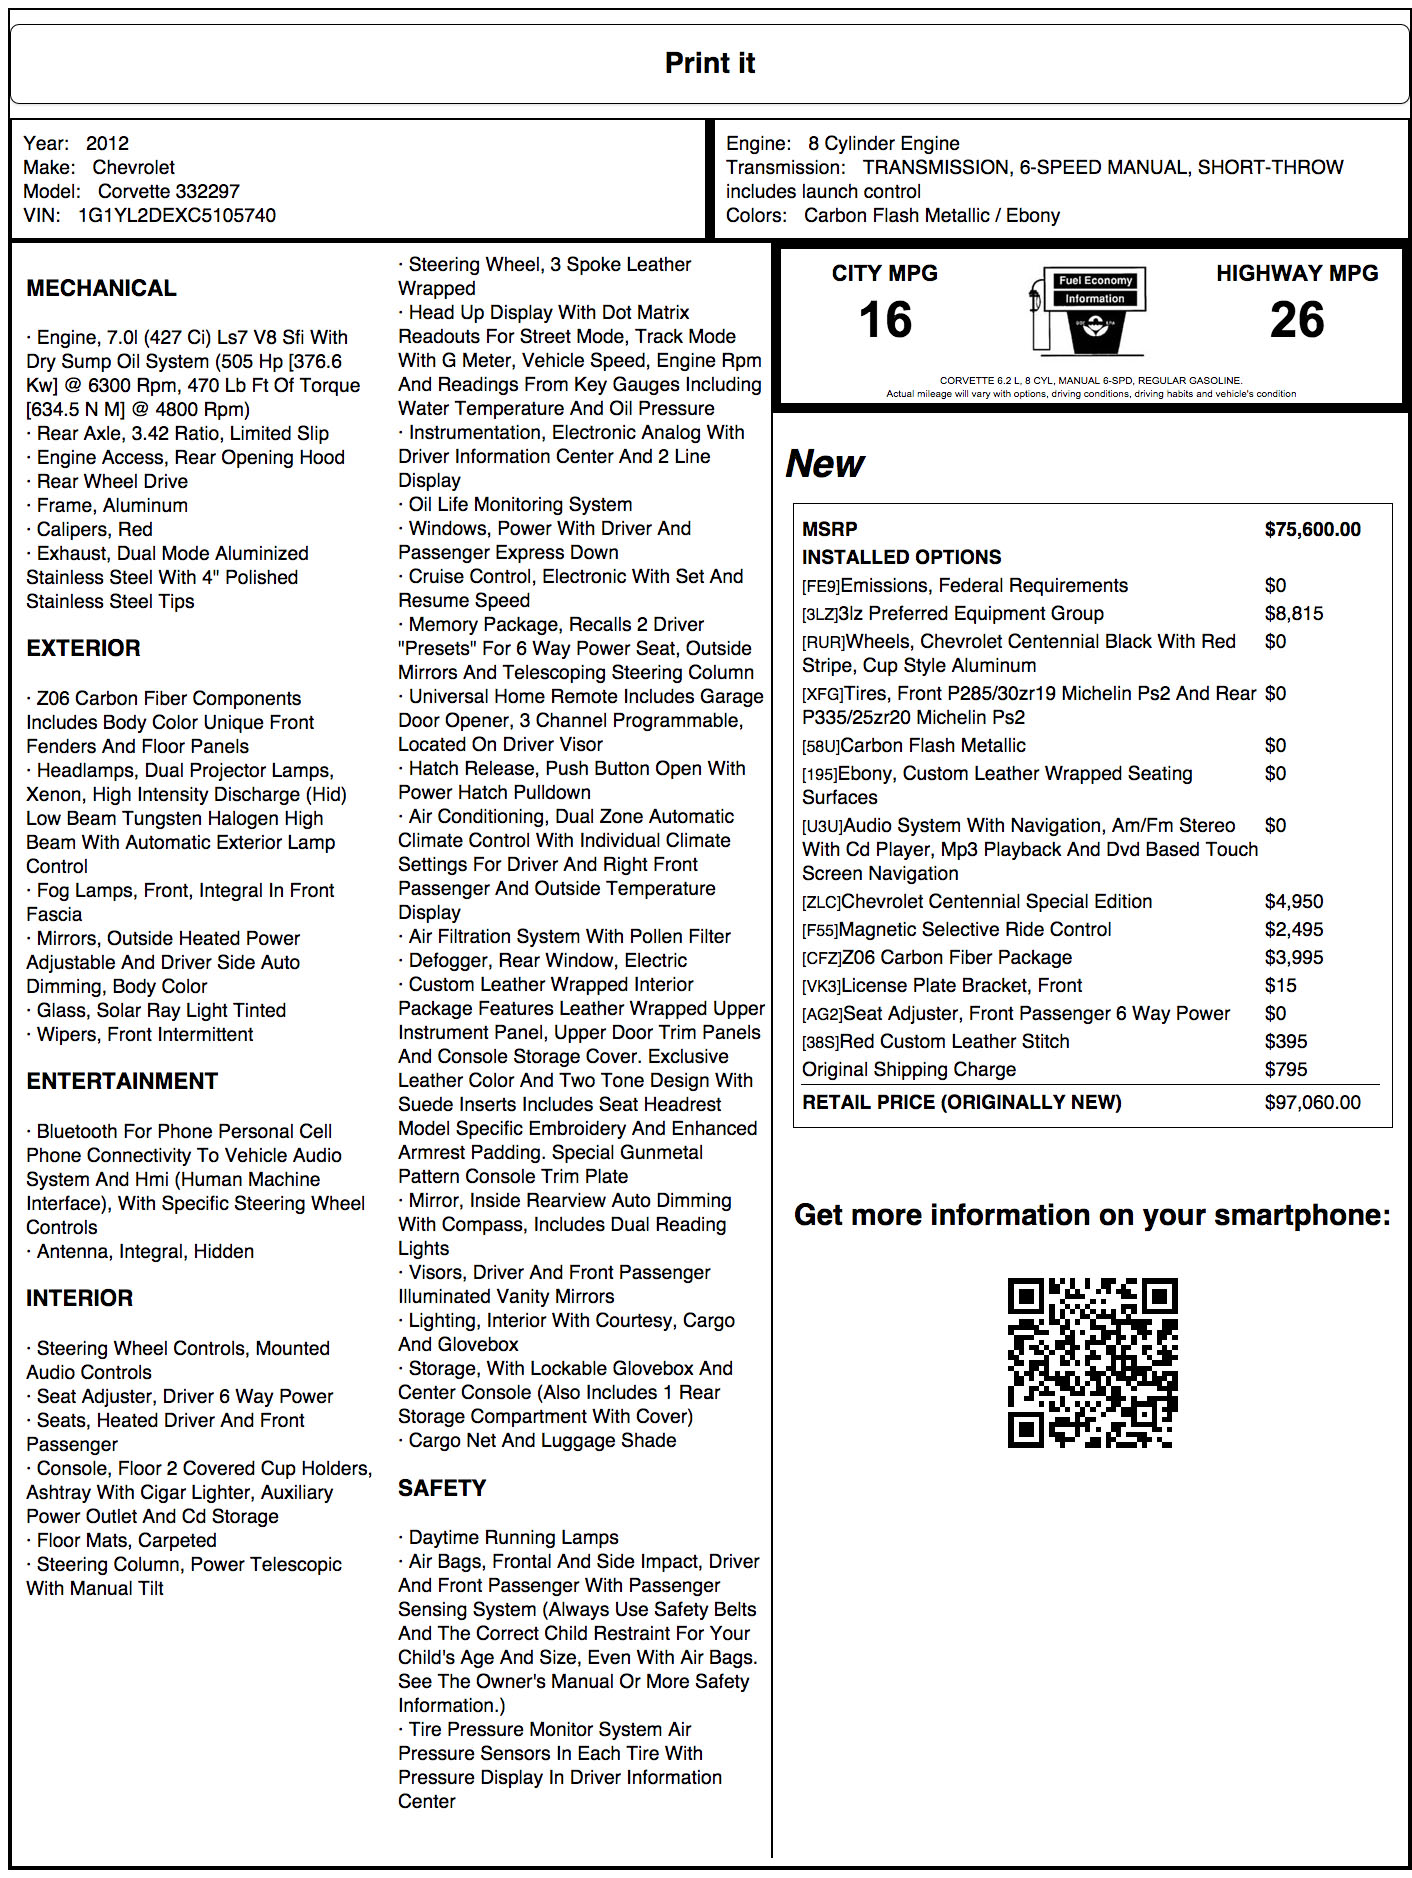 Print it
Year: 2012
Make: Chevrolet
Model: Corvette 332297
VIN: 1G1YL2DEXC5105740
Engine: 8 Cylinder Engine
Transmission: TRANSMISSION, 6-SPEED MANUAL, SHORT-THROW
includes launch control
Colors: Carbon Flash Metallic / Ebony
MECHANICAL
· Engine, 7.0l (427 Ci) Ls7 V8 Sfi With
Dry Sump Oil System (505 Hp [376.6
Kw] @ 6300 Rpm, 470 Lb Ft Of Torque
[634.5 N M] @ 4800 Rpm)
· Rear Axle, 3.42 Ratio, Limited Slip
· Engine Access, Rear Opening Hood
· Rear Wheel Drive
· Frame, Aluminum
· Calipers, Red
· Exhaust, Dual Mode Aluminized
Stainless Steel With 4" Polished
Stainless Steel Tips
EXTERIOR
· Z06 Carbon Fiber Components
Includes Body Color Unique Front
Fenders And Floor Panels
· Headlamps, Dual Projector Lamps,
Xenon, High Intensity Discharge (Hid)
Low Beam Tungsten Halogen High
Beam With Automatic Exterior Lamp
Control
· Fog Lamps, Front, Integral In Front
Fascia
· Mirrors, Outside Heated Power
Adjustable And Driver Side Auto
Dimming, Body Color
· Glass, Solar Ray Light Tinted
· Wipers, Front Intermittent
ENTERTAINMENT
· Bluetooth For Phone Personal Cell
Phone Connectivity To Vehicle Audio
System And Hmi (Human Machine
Interface), With Specific Steering Wheel
Controls
· Antenna, Integral, Hidden
INTERIOR
· Steering Wheel Controls, Mounted
Audio Controls
· Seat Adjuster, Driver 6 Way Power
· Seats, Heated Driver And Front
Passenger
· Console, Floor 2 Covered Cup Holders,
Ashtray With Cigar Lighter, Auxiliary
Power Outlet And Cd Storage
· Floor Mats, Carpeted
· Steering Column, Power Telescopic
With Manual Tilt
· Steering Wheel, 3 Spoke Leather
Wrapped
· Head Up Display With Dot Matrix
Readouts For Street Mode, Track Mode
With G Meter, Vehicle Speed, Engine Rpm
And Readings From Key Gauges Including
Water Temperature And Oil Pressure
· Instrumentation, Electronic Analog With
Driver Information Center And 2 Line
Display
· Oil Life Monitoring System
· Windows, Power With Driver And
Passenger Express Down
· Cruise Control, Electronic With Set And
Resume Speed
· Memory Package, Recalls 2 Driver
"Presets" For 6 Way Power Seat, Outside
Mirrors And Telescoping Steering Column
· Universal Home Remote Includes Garage
Door Opener, 3 Channel Programmable,
Located On Driver Visor
· Hatch Release, Push Button Open With
Power Hatch Pulldown
· Air Conditioning, Dual Zone Automatic
Climate Control With Individual Climate
Settings For Driver And Right Front
Passenger And Outside Temperature
Display
· Air Filtration System With Pollen Filter
· Defogger, Rear Window, Electric
· Custom Leather Wrapped Interior
Package Features Leather Wrapped Upper
Instrument Panel, Upper Door Trim Panels
And Console Storage Cover. Exclusive
Leather Color And Two Tone Design With
Suede Inserts Includes Seat Headrest
Model Specific Embroidery And Enhanced
Armrest Padding. Special Gunmetal
Pattern Console Trim Plate
· Mirror, Inside Rearview Auto Dimming
With Compass, Includes Dual Reading
Lights
· Visors, Driver And Front Passenger
Illuminated Vanity Mirrors
· Lighting, Interior With Courtesy, Cargo
And Glovebox
· Storage, With Lockable Glovebox And
Center Console (Also Includes 1 Rear
Storage Compartment With Cover)
· Cargo Net And Luggage Shade
SAFETY
· Daytime Running Lamps
· Air Bags, Frontal And Side Impact, Driver
And Front Passenger With Passenger
Sensing System (Always Use Safety Belts
And The Correct Child Restraint For Your
Child's Age And Size, Even With Air Bags.
See The Owner's Manual Or More Safety
Information.)
· Tire Pressure Monitor System Air
Pressure Sensors In Each Tire With
Pressure Display In Driver Information
Center
CITY MPG
16
Fuel Economy
Information
HIGHWAY MPG
26
CORVETTE 6.2 L, 8 CYL, MANUAL 6-SPD, REGULAR GASOLINE.
Actual mileage will vary with options, driving conditions, driving habits and vehicle's condition
New
MSRP $75,600.00
INSTALLED OPTIONS
[FE9]Emissions, Federal Requirements $0
[3LZ]3lz Preferred Equipment Group $8,815
[RUR]Wheels, Chevrolet Centennial Black With Red $0
Stripe, Cup Style Aluminum
[XFG]Tires, Front P285/30zr19 Michelin Ps2 And Rear $0
P335/25zr20 Michelin Ps2
[58U]Carbon Flash Metallic $0
[195]Ebony, Custom Leather Wrapped Seating $0
Surfaces
[U3U]Audio System With Navigation, Am/Fm Stereo $0
With Cd Player, Mp3 Playback And Dvd Based Touch
Screen Navigation
[ZLC]Chevrolet Centennial Special Edition $4,950
[F55]Magnetic Selective Ride Control $2,495
[CFZ]Z06 Carbon Fiber Package $3,995
[VK3]License Plate Bracket, Front $15
[AG2]Seat Adjuster, Front Passenger 6 Way Power $0
[38S]Red Custom Leather Stitch $395
Original Shipping Charge $795
RETAIL PRICE (ORIGINALLY NEW) $97,060.00
Get more information on your smartphone: